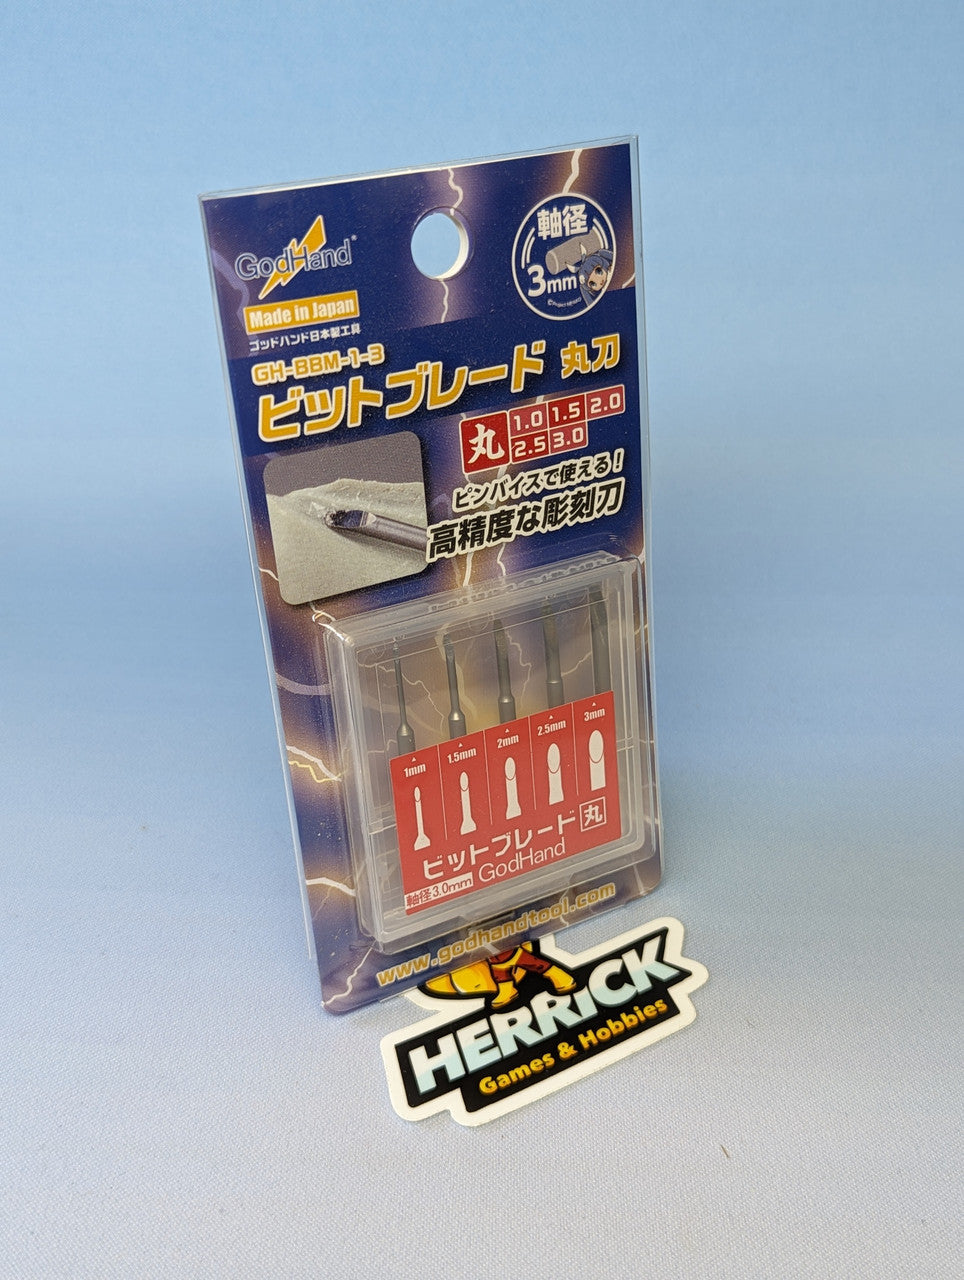 GodHand®
Made in Japan
ゴッドハンド日本製工具
軸径
3mm
GH-BBM-1-3
ビットブレード 丸刀
丸 1.0 1.5 2.0
2.5 3.0
ピンバイスで使える!
高精度な彫刻刀
1mm 1.5mm 2mm 2.5mm 3mm
ビットブレード 丸
軸径3.0mm GodHand
www.godhandtool.com
HERRiCK
Games & Hobbies